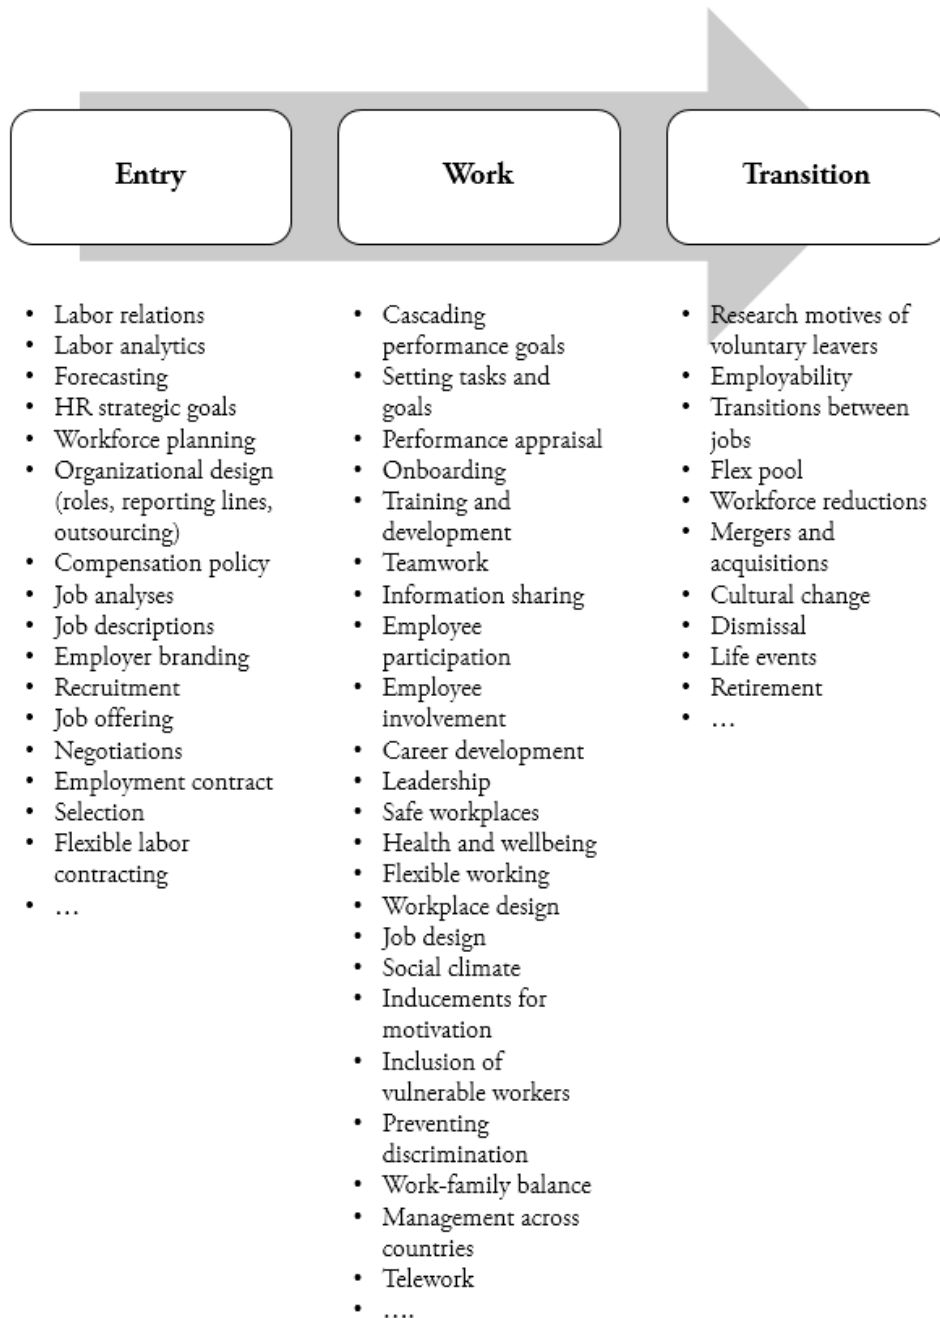 Entry
Labor relations
Labor analytics
Forecasting
HR strategic goals
Workforce planning
Organizational design
(roles, reporting lines,
outsourcing)
Compensation policy
Job analyses
Job descriptions
Employer branding
Recruitment
Job offering
Negotiations
Employment contract
Selection
Flexible labor
contracting
…
Work
Cascading
performance goals
Setting tasks and
goals
Performance appraisal
Onboarding
Training and
development
Teamwork
Information sharing
Employee
participation
Employee
involvement
Career development
Leadership
Safe workplaces
Health and wellbeing
Flexible working
Workplace design
Job design
Social climate
Inducements for
motivation
Inclusion of
vulnerable workers
Preventing
discrimination
Work-family balance
Management across
countries
Telework
….
Transition
Research motives of
voluntary leavers
Employability
Transitions between
jobs
Flex pool
Workforce reductions
Mergers and
acquisitions
Cultural change
Dismissal
Life events
Retirement
…